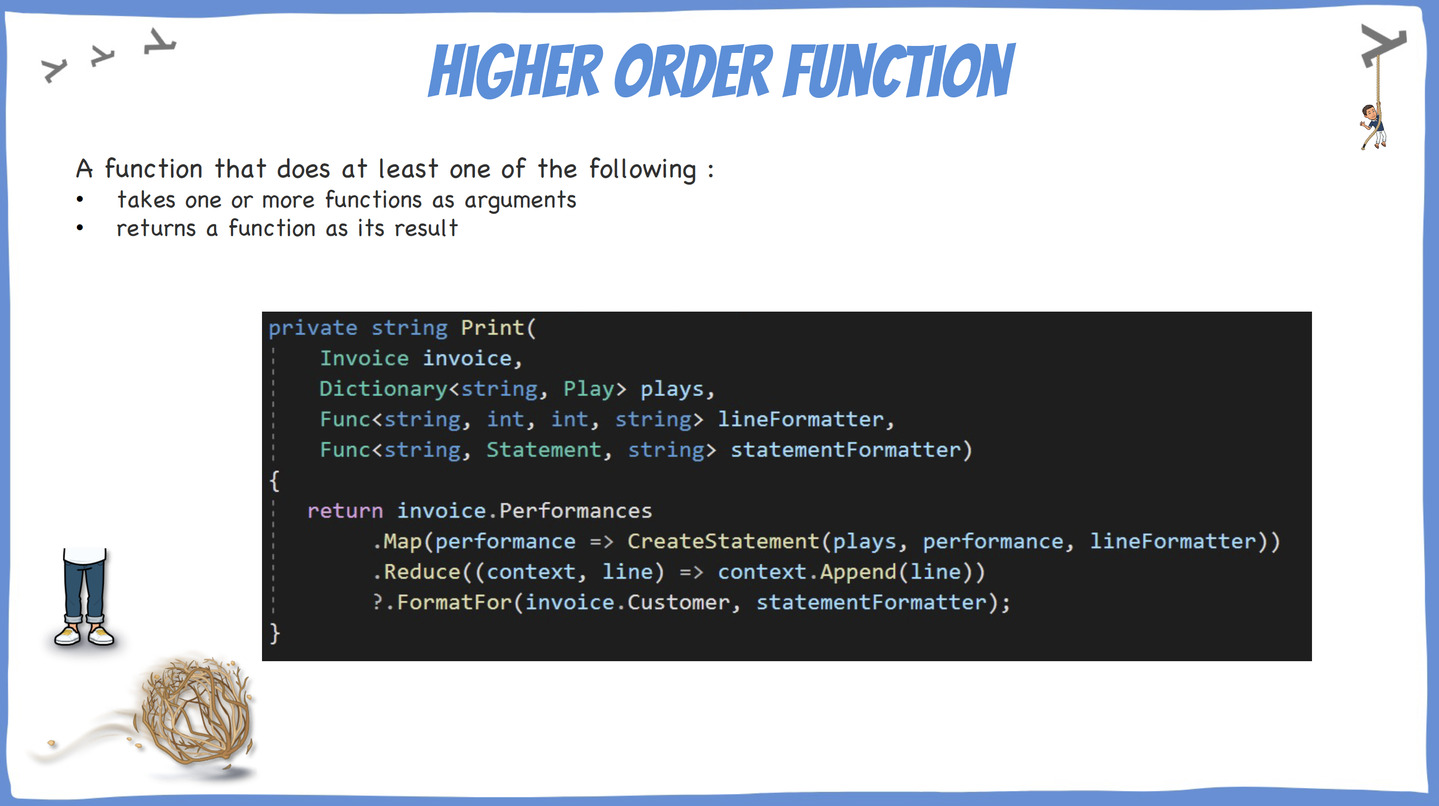 HIGHER ORDER FUNCTION
A function that does at least one of the following :
• takes one or more functions as arguments
• returns a function as its result
private string Print(
    Invoice invoice,
    Dictionary<string, Play> plays,
    Func<string, int, int, string> lineFormatter,
    Func<string, Statement, string> statementFormatter)
{
   return invoice.Performances
        .Map(performance => CreateStatement(plays, performance, lineFormatter))
        .Reduce((context, line) => context.Append(line))
        ?.FormatFor(invoice.Customer, statementFormatter);
}